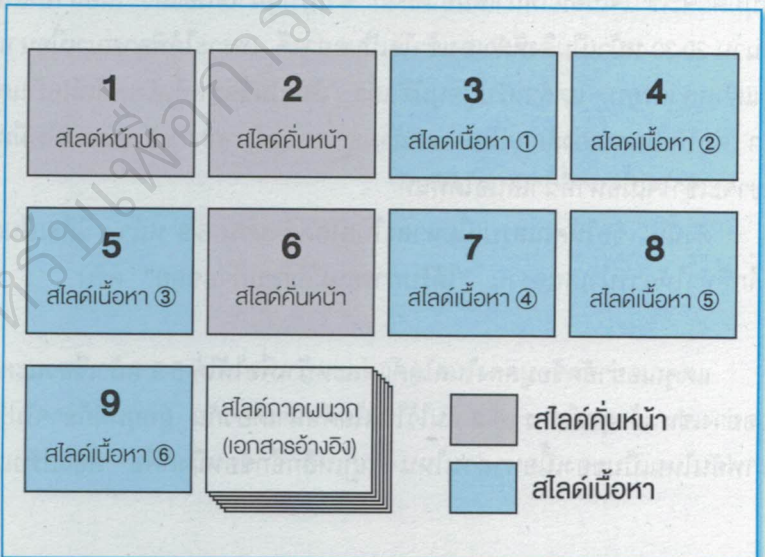 1
สไลด์หน้าปก
2
สไลด์คั่นหน้า
3
สไลด์เนื้อหา ①
4
สไลด์เนื้อหา ②
5
สไลด์เนื้อหา ③
6
สไลด์คั่นหน้า
7
สไลด์เนื้อหา ④
8
สไลด์เนื้อหา ⑤
9
สไลด์เนื้อหา ⑥
สไลด์ภาคผนวก
(เอกสารอ้างอิง)
สไลด์คั่นหน้า
สไลด์เนื้อหา